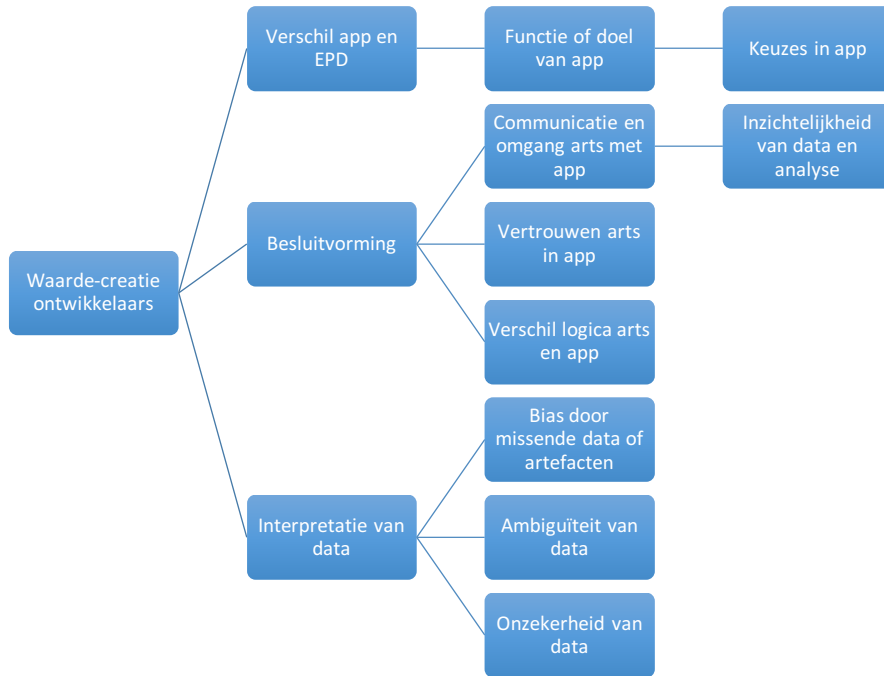 Verschil app en
EPD
Functie of doel
van app
Keuzes in app
Communicatie en
omgang arts met
app
Inzichtelijkheid
van data en
analyse
Besluitvorming
Vertrouwen arts
in app
Waarde-creatie
ontwikkelaars
Verschil logica arts
en app
Bias door
missende data of
artefacten
Interpretatie van
data
Ambiguïteit van
data
Onzekerheid van
data